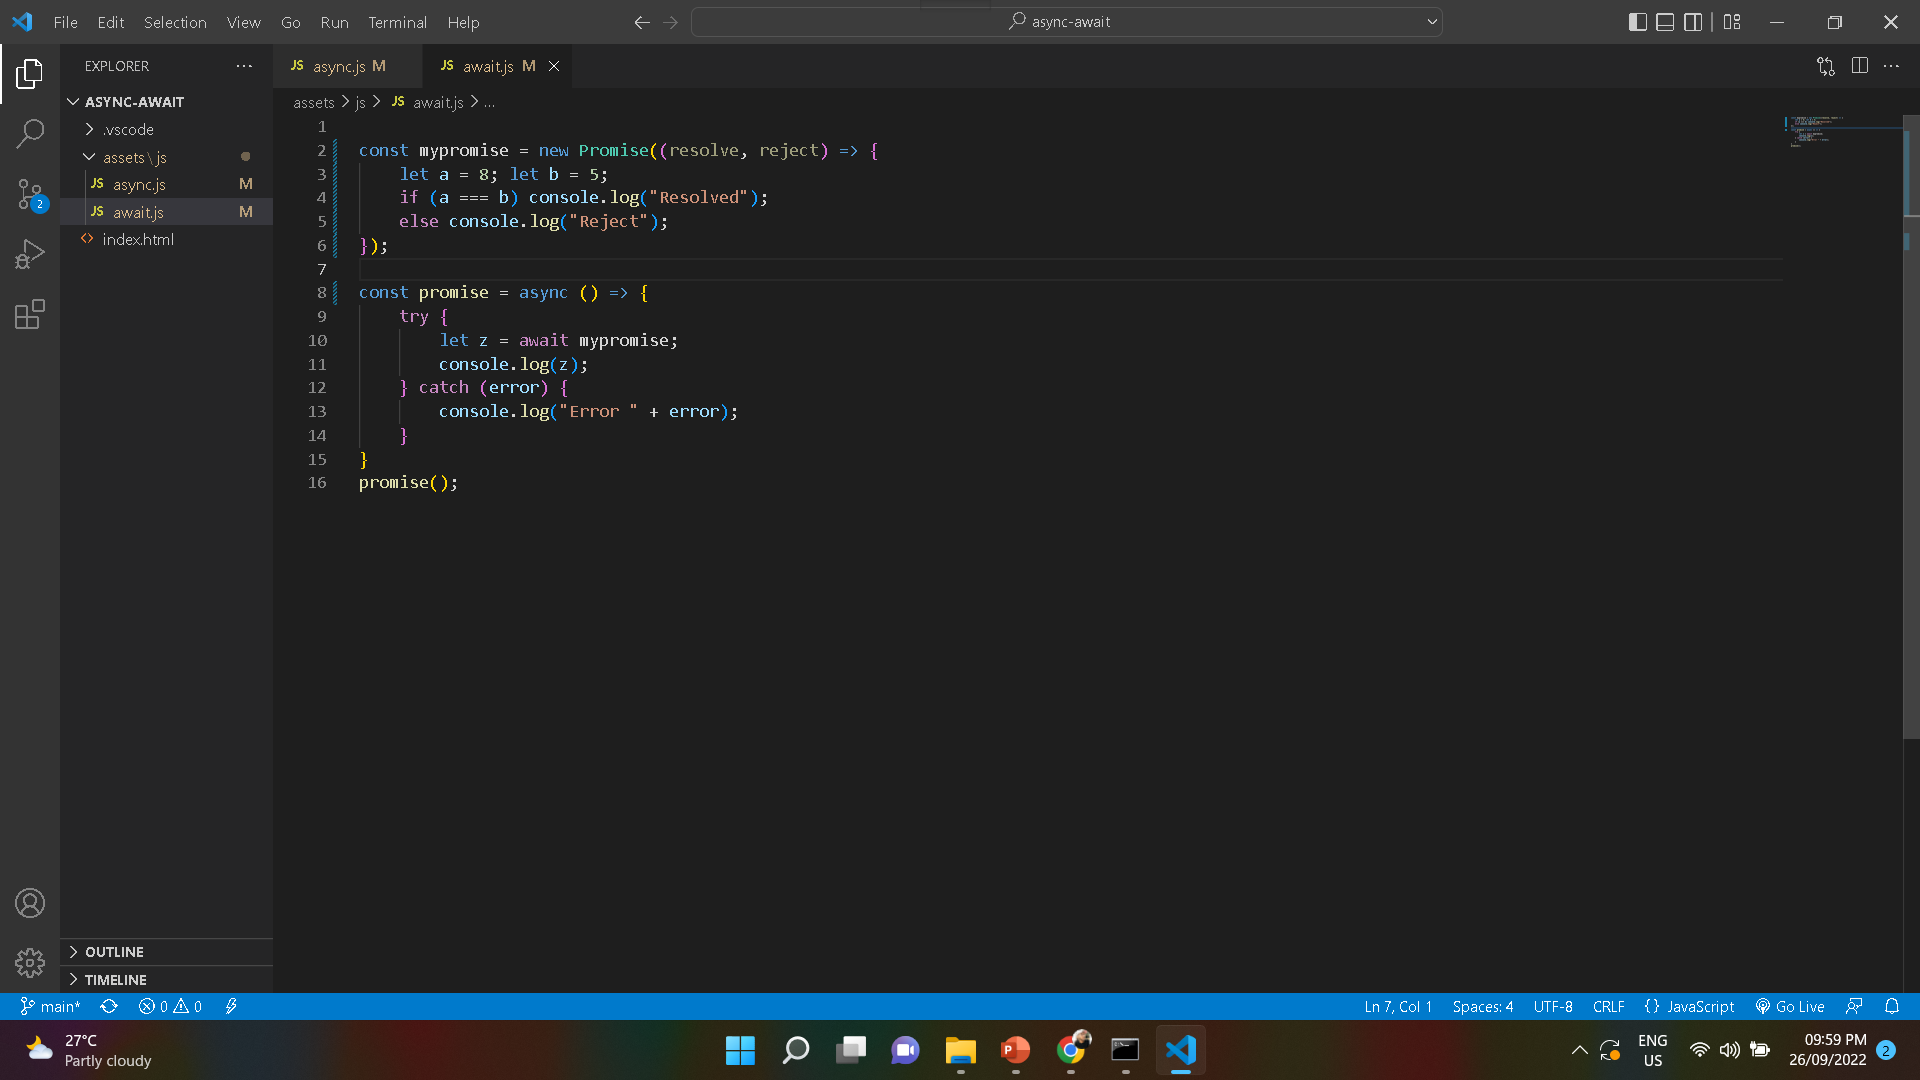 File Edit Selection View Go Run Terminal Help
async-await
EXPLORER
ASYNC-AWAIT
.vscode
assets\js
JS async.js M
JS await.js M
index.html
2
OUTLINE
TIMELINE
JS async.js M JS await.js M
assets > js > JS await.js > ...
1
2 const mypromise = new Promise((resolve, reject) => {
3 let a = 8; let b = 5;
4 if (a === b) console.log("Resolved");
5 else console.log("Reject");
6 });
7
8 const promise = async () => {
9 try {
10 let z = await mypromise;
11 console.log(z);
12 } catch (error) {
13 console.log("Error " + error);
14 }
15 }
16 promise();
main* 0 0 Ln 7, Col 1 Spaces: 4 UTF-8 CRLF {} JavaScript Go Live
27°C
Partly cloudy
ENG
US
09:59 PM
26/09/2022
2